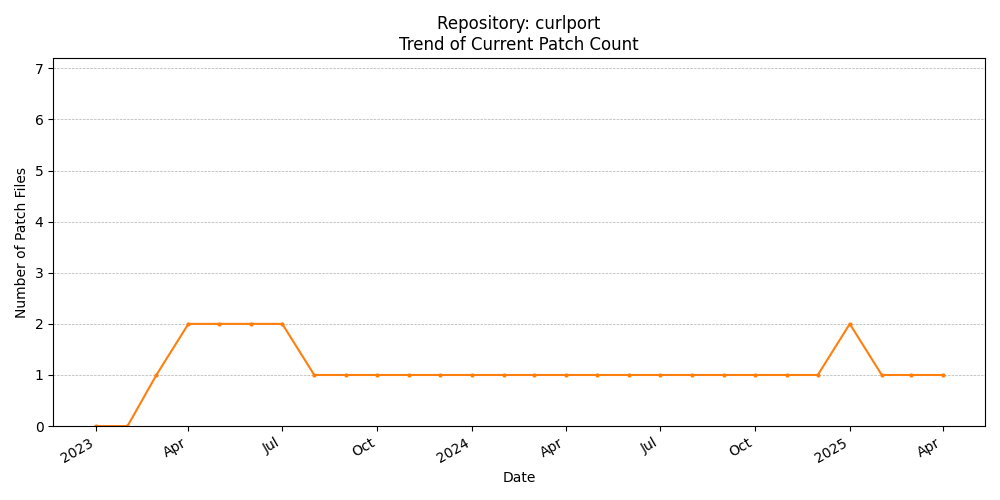 Repository: curlport
Trend of Current Patch Count
Number of Patch Files
7
6
5
4
3
2
1
0
2023
Apr
Jul
Oct
2024
Apr
Jul
Oct
2025
Apr
Date